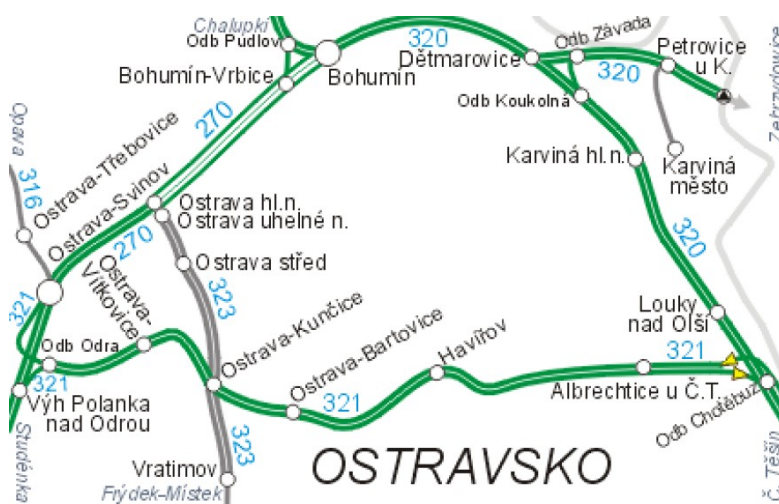 Chalupki
Odb Pudlov
320
Odb Závada
Dětmarovice
Petrovice
u K.
320
Bohumín-Vrbice
Bohumín
Odb Koukolná
Zebrzydowice
270
Opava
316
Ostrava-Třebovice
Ostrava-Svinov
Karviná hl.n.
Karviná
město
Ostrava hl.n.
Ostrava uhelné n.
270
320
Ostrava střed
321
Ostrava-
Vítkovice
323
Louky
nad Olší
Ostrava-Kunčice
Odb Odra
Ostrava-Bartovice
Havířov
321
321
Albrechtice u Č.T.
Odb Chotěbuz
Výh Polanka
nad Odrou
321
Studénka
323
Vratimov
Frýdek-Místek
OSTRAVSKO
Č. Těšín